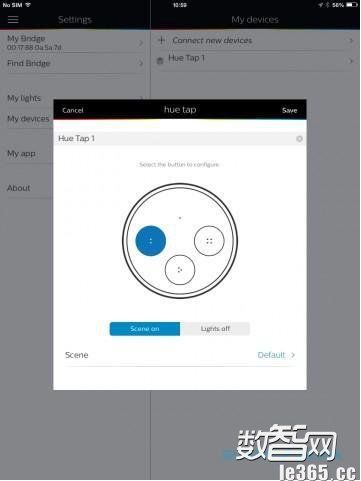 No SIM
10:59
56%
Settings
My devices
My Bridge
00:17:88:0a:5a:7d
Find Bridge
My lights
My devices
My app
About
+ Connect new devices
Hue Tap 1
Cancel
hue tap
Save
Hue Tap 1
Select the button to configure
Scene on
Lights off
Scene
Default
数智网
le365.cc